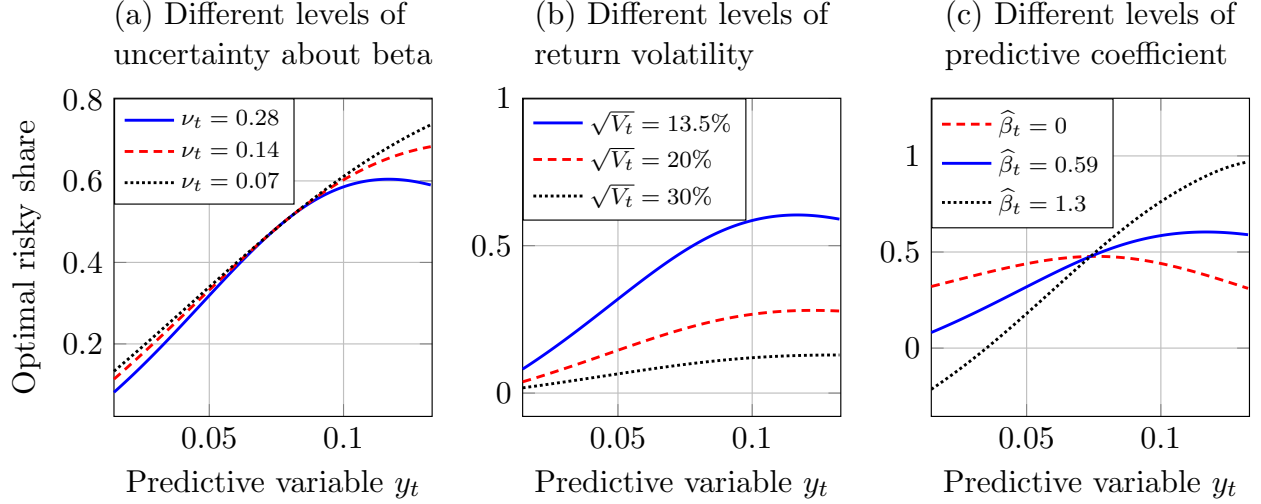 (a) Different levels of
uncertainty about beta
(b) Different levels of
return volatility
(c) Different levels of
predictive coefficient
Optimal risky share
0.8
0.6
0.4
0.2
ν_t = 0.28
ν_t = 0.14
ν_t = 0.07
0.05
0.1
Predictive variable y_t
1
0.5
0
√V_t = 13.5%
√V_t = 20%
√V_t = 30%
0.05
0.1
Predictive variable y_t
1
0.5
0
β̂_t = 0
β̂_t = 0.59
β̂_t = 1.3
0.05
0.1
Predictive variable y_t